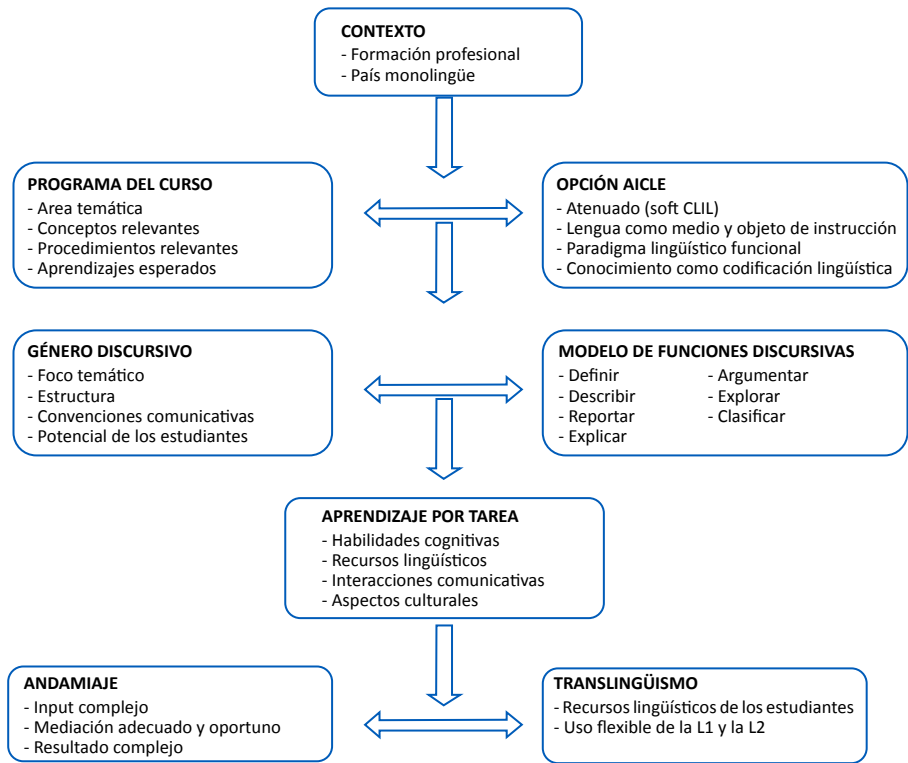 CONTEXTO
- Formación profesional
- País monolingüe
PROGRAMA DEL CURSO
- Area temática
- Conceptos relevantes
- Procedimientos relevantes
- Aprendizajes esperados
OPCIÓN AICLE
- Atenuado (soft CLIL)
- Lengua como medio y objeto de instrucción
- Paradigma lingüístico funcional
- Conocimiento como codificación lingüística
GÉNERO DISCURSIVO
- Foco temático
- Estructura
- Convenciones comunicativas
- Potencial de los estudiantes
MODELO DE FUNCIONES DISCURSIVAS
- Definir - Argumentar
- Describir - Explorar
- Reportar - Clasificar
- Explicar
APRENDIZAJE POR TAREA
- Habilidades cognitivas
- Recursos lingüísticos
- Interacciones comunicativas
- Aspectos culturales
ANDAMIAJE
- Input complejo
- Mediación adecuado y oportuno
- Resultado complejo
TRANSLINGÜISMO
- Recursos lingüísticos de los estudiantes
- Uso flexible de la L1 y la L2